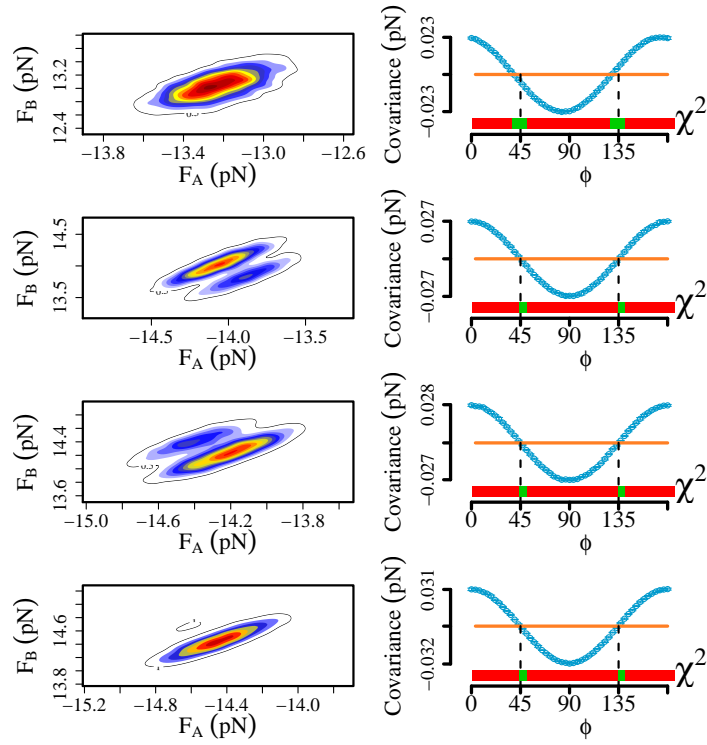 F_B (pN)
12.4
13.2
−13.8
−13.4
−13.0
−12.6
F_A (pN)
Covariance (pN)
−0.023
0.023
0
45
90
135
ϕ
χ²
F_B (pN)
13.5
14.5
−14.5
−13.5
F_A (pN)
Covariance (pN)
−0.027
0.027
0
45
90
135
ϕ
χ²
F_B (pN)
13.6
14.4
−15.0
−14.6
−14.2
−13.8
F_A (pN)
Covariance (pN)
−0.027
0.028
0
45
90
135
ϕ
χ²
F_B (pN)
13.8
14.6
−15.2
−14.8
−14.4
−14.0
F_A (pN)
Covariance (pN)
−0.032
0.031
0
45
90
135
ϕ
χ²